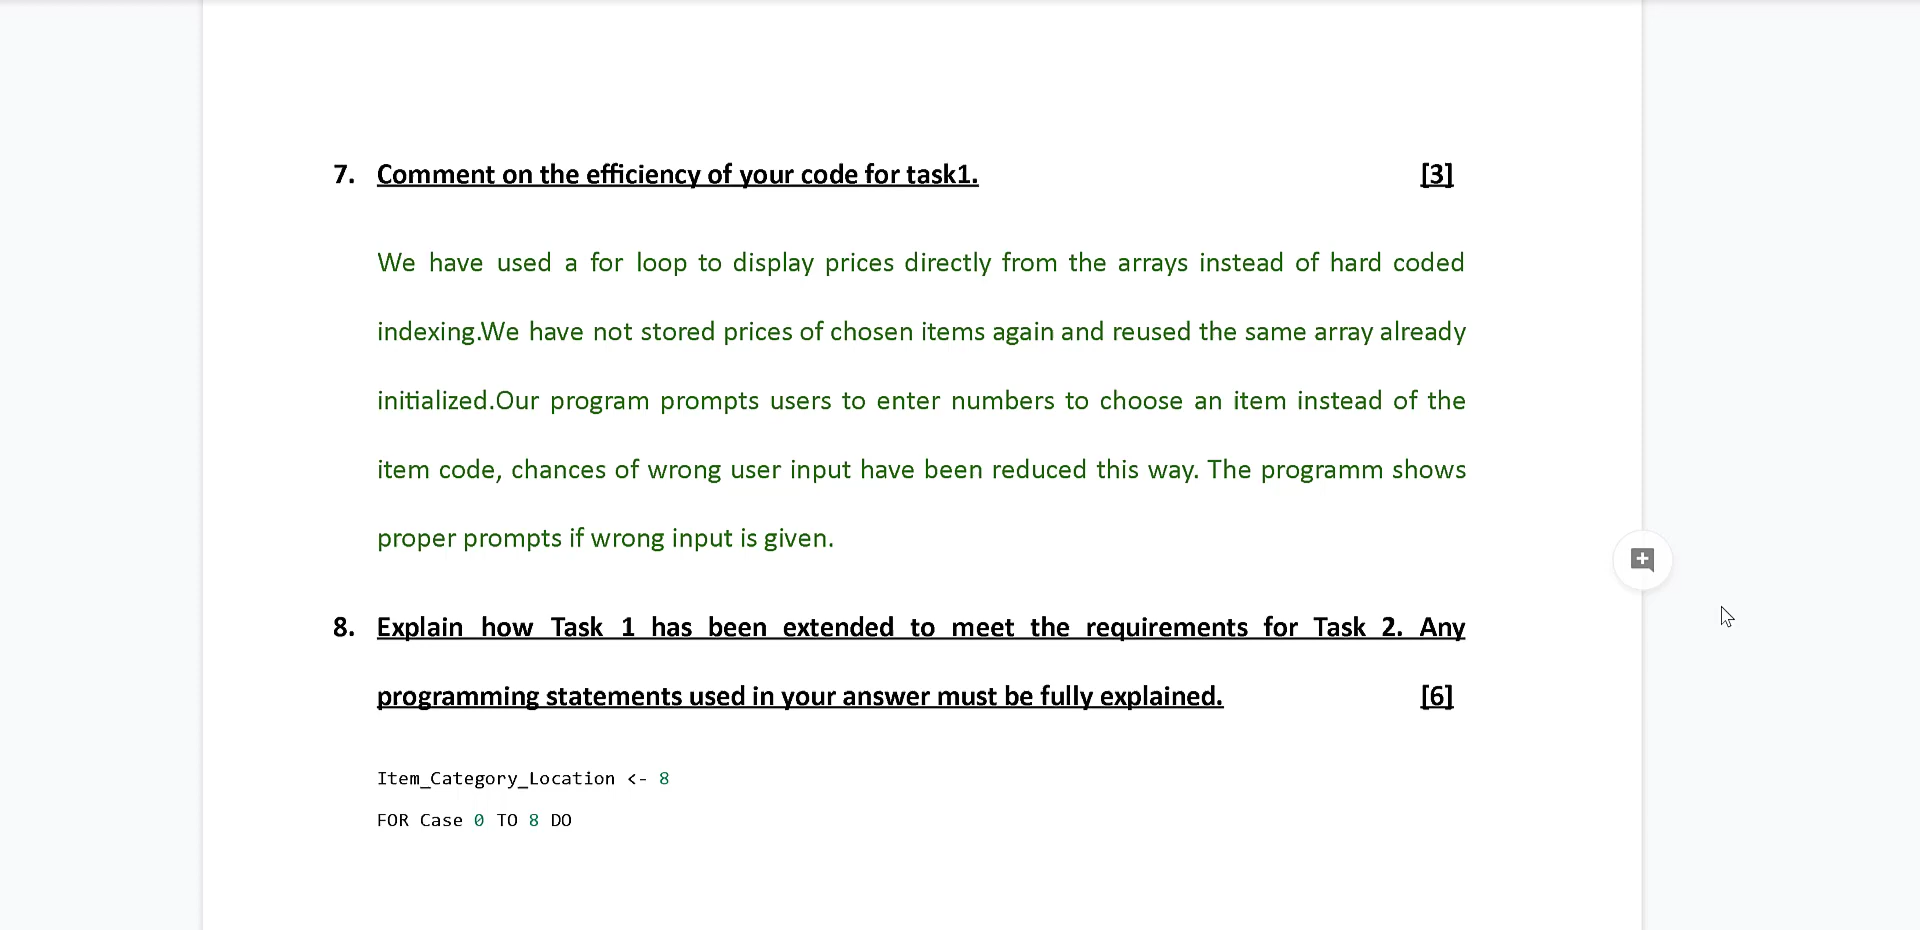 7. Comment on the efficiency of your code for task1. [3]
We have used a for loop to display prices directly from the arrays instead of hard coded
indexing.We have not stored prices of chosen items again and reused the same array already
initialized.Our program prompts users to enter numbers to choose an item instead of the
item code, chances of wrong user input have been reduced this way. The programm shows
proper prompts if wrong input is given.
8. Explain how Task 1 has been extended to meet the requirements for Task 2. Any
programming statements used in your answer must be fully explained. [6]
Item_Category_Location <- 8
FOR Case 0 TO 8 DO